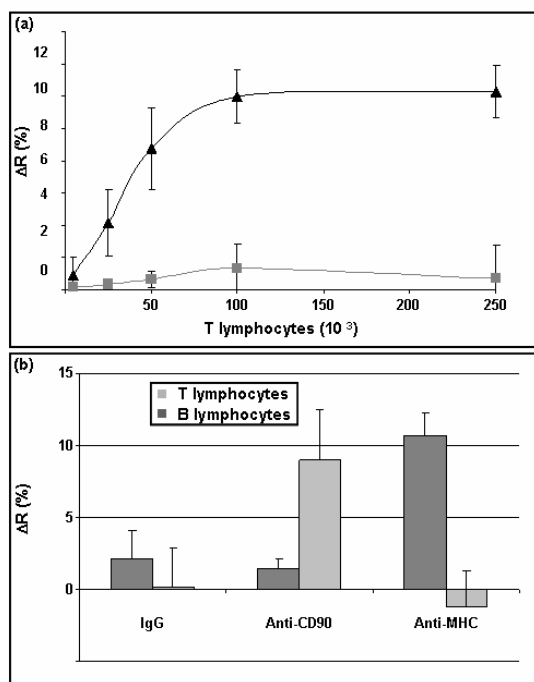 (a)
12
10
8
6
4
2
0
ΔR (%)
50
100
150
200
250
T lymphocytes (10 ³)
(b)
15
10
5
0
ΔR (%)
T lymphocytes
B lymphocytes
IgG
Anti-CD90
Anti-MHC